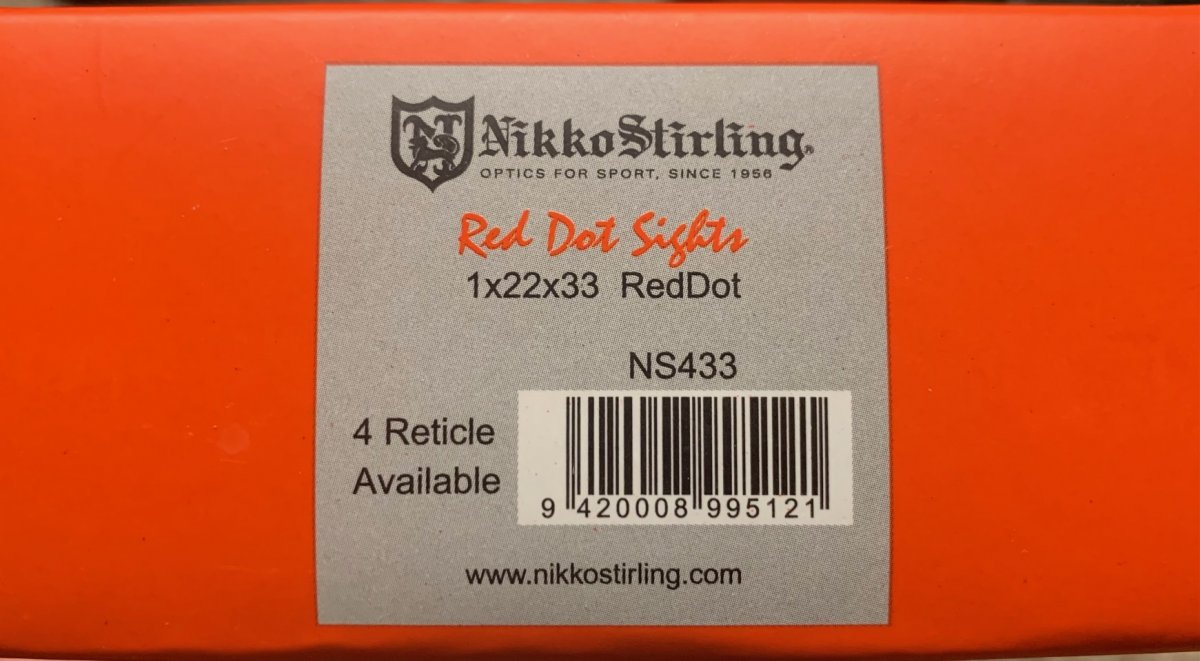 NikkoStirling®
OPTICS FOR SPORT, SINCE 1956
Red Dot Sights
1x22x33 RedDot
NS433
4 Reticle
Available
9 420008 995121
www.nikkostirling.com